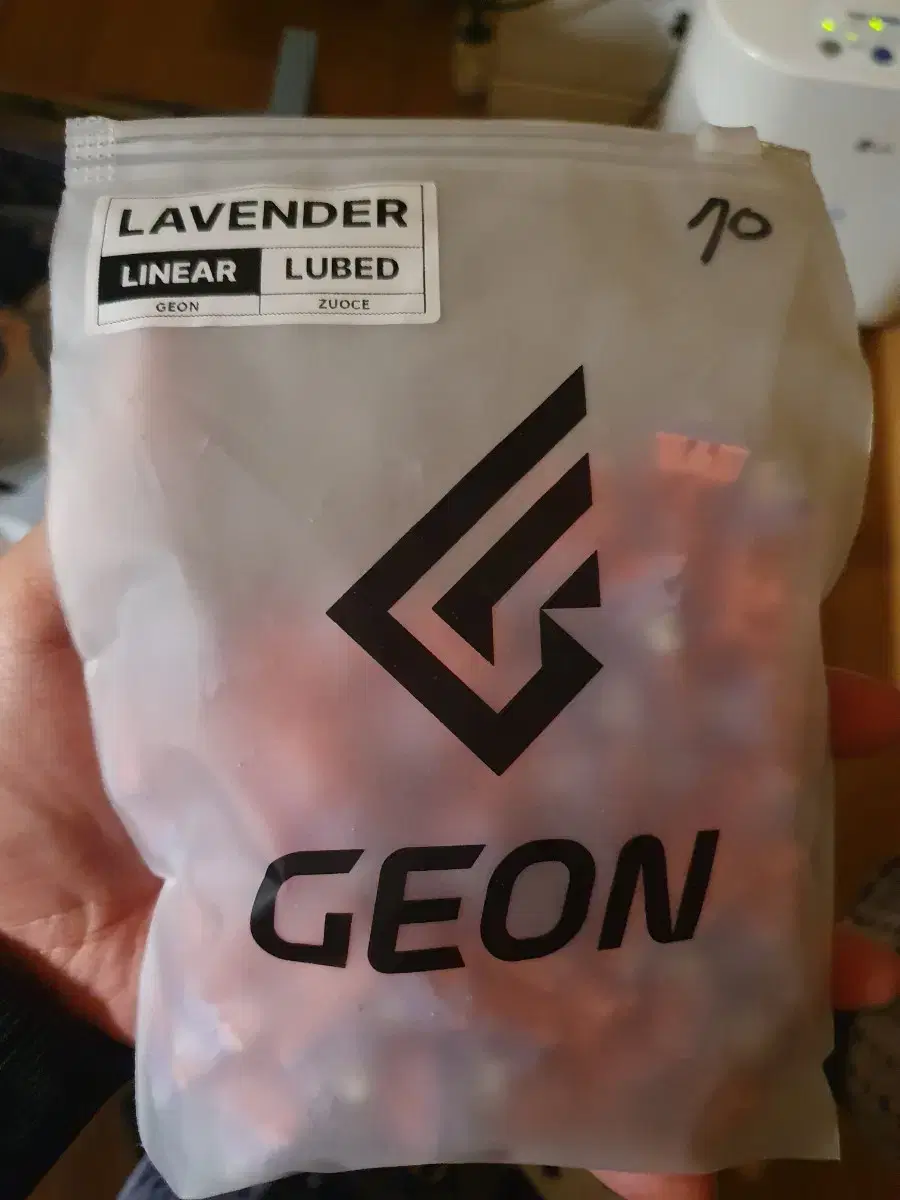 LAVENDER
LINEAR LUBED
GEON ZUOCE
70
GEON